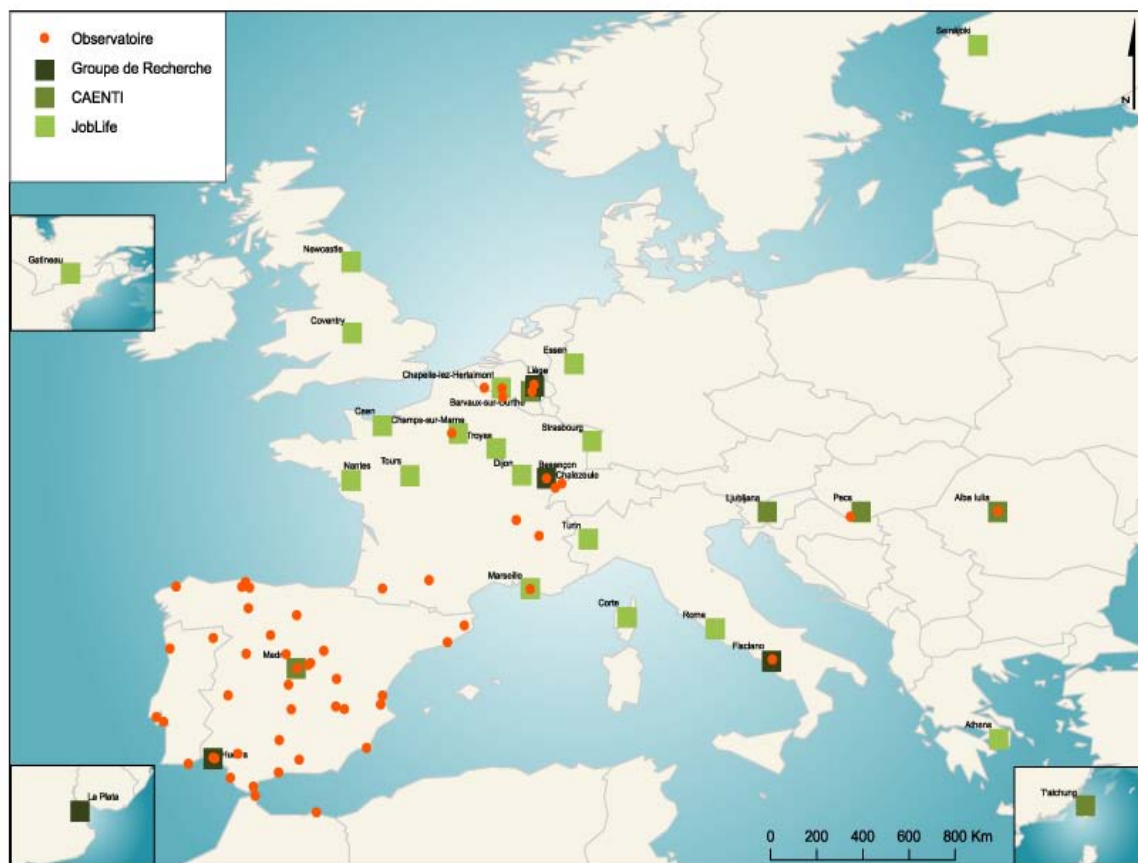 Observatoire
Groupe de Recherche
CAENTI
JobLife
Seinäjoki
N
Gatineau
Newcastle
Coventry
Essen
Liège
Chapelle-lez-Herlaimont
Barvaux-sur-Ourthe
Caen
Champs-sur-Marne
Troyes
Strasbourg
Nantes
Tours
Dijon
Besançon
Chalezeule
Ljubljana
Pecs
Alba Iulia
Turin
Marseille
Corte
Rome
Fisciano
Madrid
Athens
Huelva
La Plata
T'aichung
0 200 400 600 800 Km